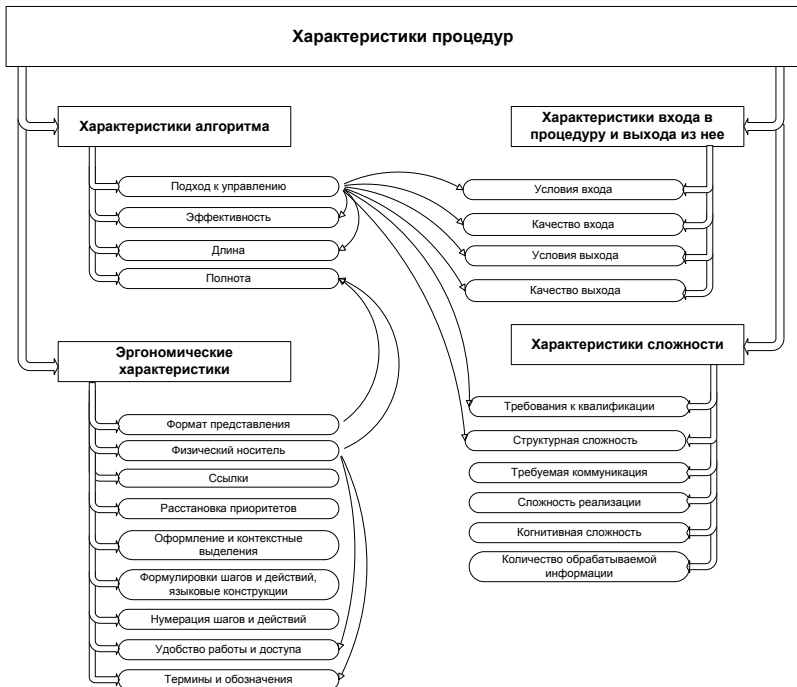 Характеристики процедур
Характеристики алгоритма
Подход к управлению
Эффективность
Длина
Полнота
Эргономические
характеристики
Формат представления
Физический носитель
Ссылки
Расстановка приоритетов
Оформление и контекстные
выделения
Формулировки шагов и действий,
языковые конструкции
Нумерация шагов и действий
Удобство работы и доступа
Термины и обозначения
Характеристики входа в
процедуру и выхода из нее
Условия входа
Качество входа
Условия выхода
Качество выхода
Характеристики сложности
Требования к квалификации
Структурная сложность
Требуемая коммуникация
Сложность реализации
Когнитивная сложность
Количество обрабатываемой
информации